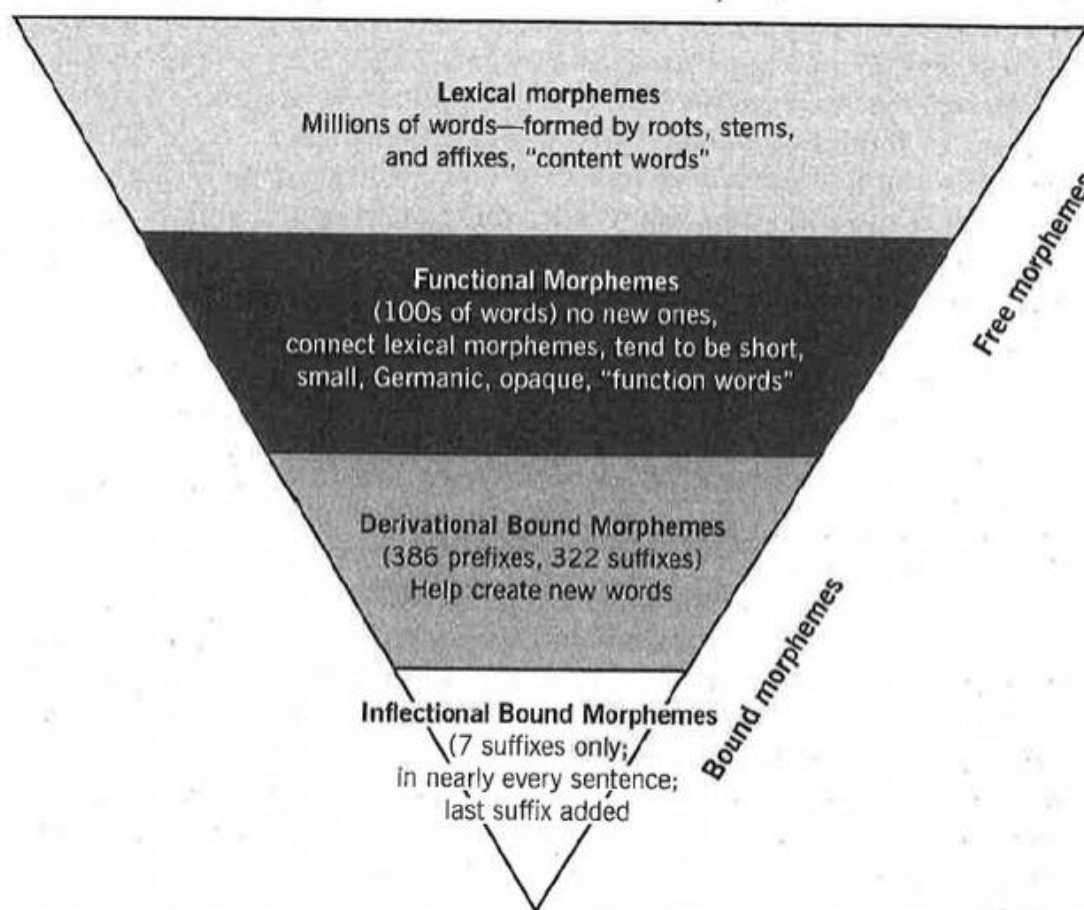 Lexical morphemes
Millions of words—formed by roots, stems,
and affixes, “content words”
Functional Morphemes
(100s of words) no new ones,
connect lexical morphemes, tend to be short,
small, Germanic, opaque, “function words”
Free morphemes
Derivational Bound Morphemes
(386 prefixes, 322 suffixes)
Help create new words
Inflectional Bound Morphemes
(7 suffixes only;
in nearly every sentence;
last suffix added
Bound morphemes